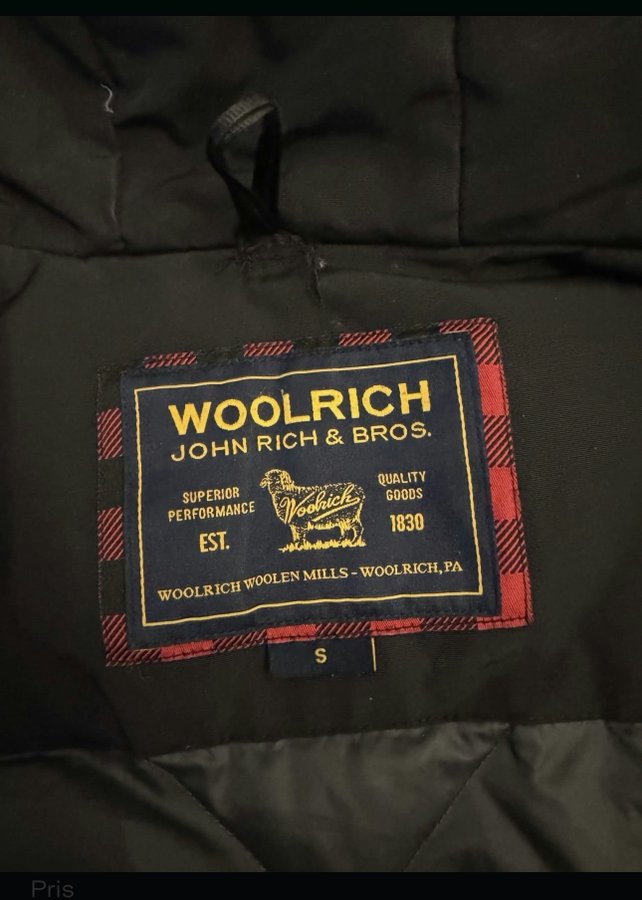 WOOLRICH
JOHN RICH & BROS.
SUPERIOR
PERFORMANCE
EST.
Woolrich
QUALITY
GOODS
1830
WOOLRICH WOOLEN MILLS - WOOLRICH, PA
S
Pris